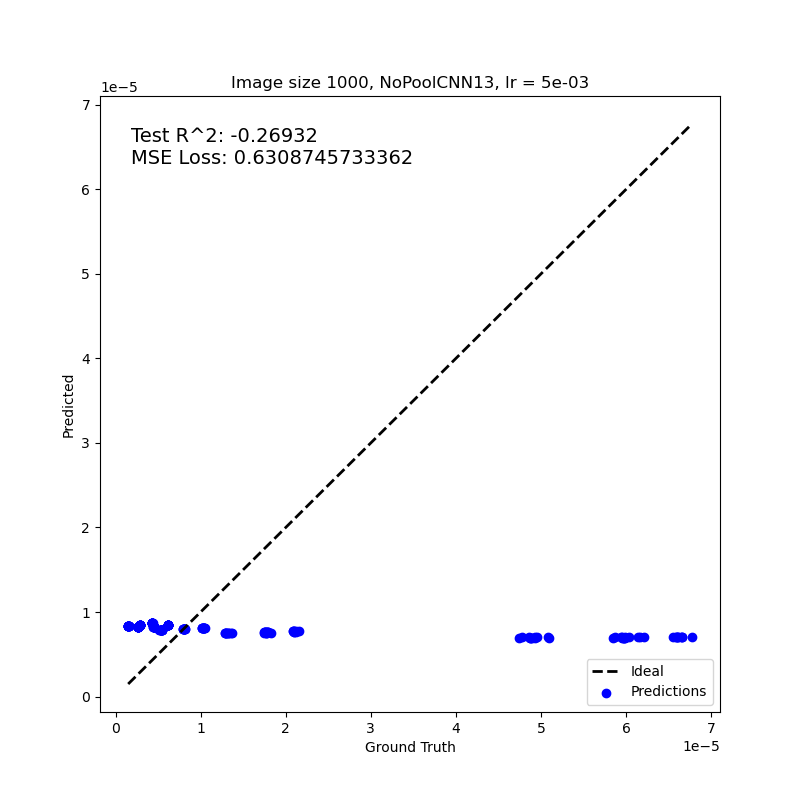 Image size 1000, NoPoolCNN13, lr = 5e-03
1e−5
Test R^2: -0.26932
MSE Loss: 0.6308745733362
7
6
5
4
3
2
1
0
Predicted
Ideal
Predictions
0 1 2 3 4 5 6 7
Ground Truth
1e−5